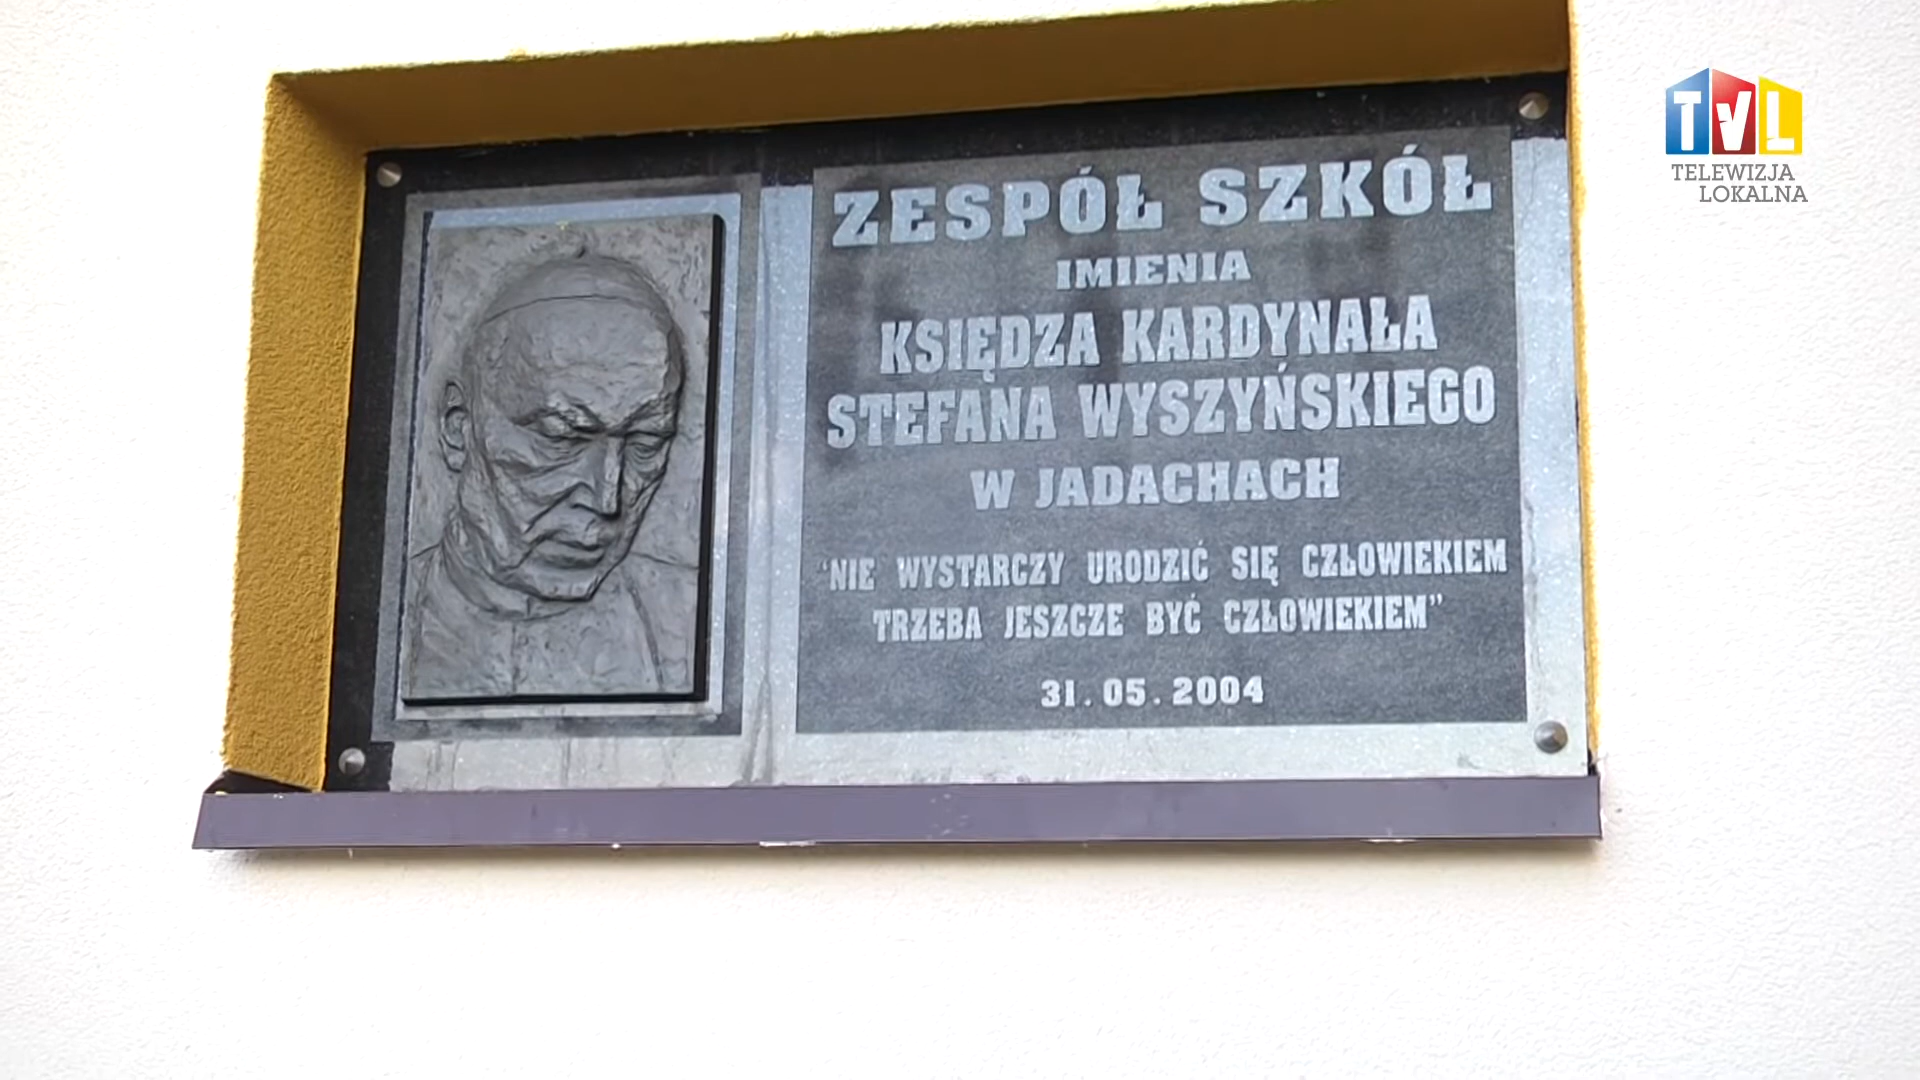 ZESPÓŁ SZKÓŁ
IMIENIA
KSIĘDZA KARDYNAŁA
STEFANA WYSZYŃSKIEGO
W JADACHACH
"NIE WYSTARCZY URODZIĆ SIĘ CZŁOWIEKIEM
TRZEBA JESZCZE BYĆ CZŁOWIEKIEM"
31.05.2004
TVL
TELEWIZJA
LOKALNA